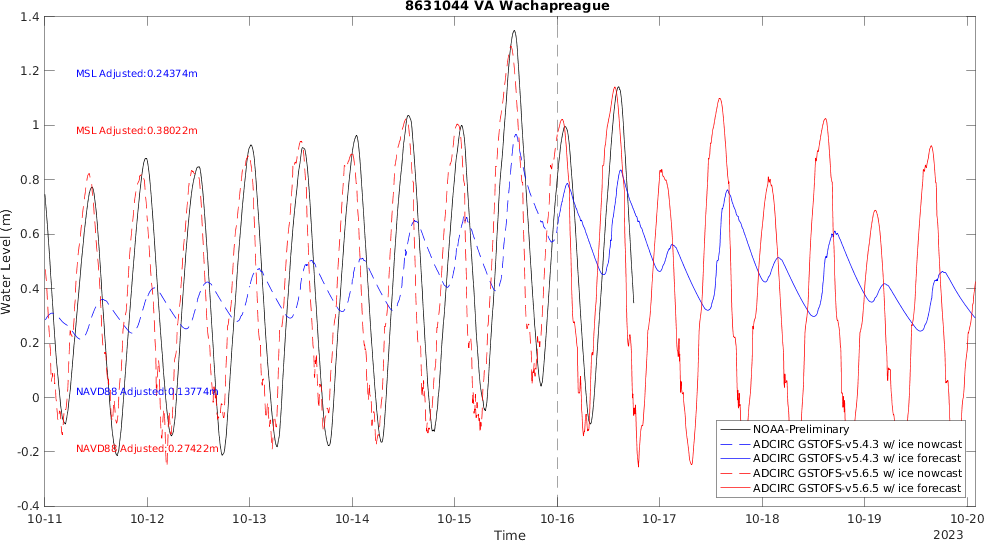 8631044 VA Wachapreague
1.4
1.2
1
0.8
0.6
0.4
0.2
0
-0.2
-0.4
Water Level (m)
MSL Adjusted:0.24374m
MSL Adjusted:0.38022m
NAVD88 Adjusted:0.13774m
NAVD88 Adjusted:0.27422m
NOAA-Preliminary
ADCIRC GSTOFS-v5.4.3 w/ ice nowcast
ADCIRC GSTOFS-v5.4.3 w/ ice forecast
ADCIRC GSTOFS-v5.6.5 w/ ice nowcast
ADCIRC GSTOFS-v5.6.5 w/ ice forecast
10-11 10-12 10-13 10-14 10-15 10-16 10-17 10-18 10-19 10-20
Time
2023